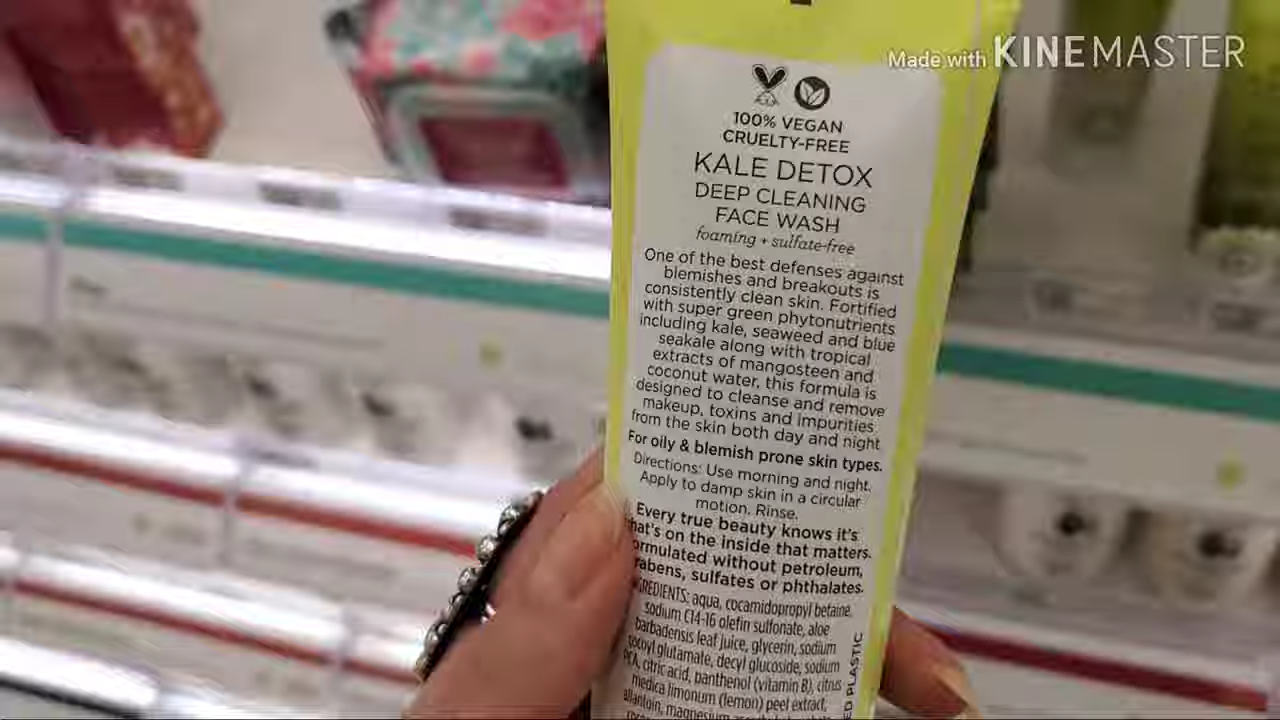 Made with KINEMASTER
100% VEGAN
CRUELTY-FREE
KALE DETOX
DEEP CLEANING
FACE WASH
foaming + sulfate-free
One of the best defenses against
blemishes and breakouts is
consistently clean skin. Fortified
with super green phytonutrients
including kale, seaweed and blue
seakale along with tropical
extracts of mangosteen and
coconut water, this formula is
designed to cleanse and remove
makeup, toxins and impurities
from the skin both day and night.
For oily & blemish prone skin types.
Directions: Use morning and night.
Apply to damp skin in a circular
motion. Rinse.
Every true beauty knows it's
hat's on the inside that matters.
ormulated without petroleum,
rabens, sulfates or phthalates.
GREDIENTS: aqua, cocamidopropyl betaine,
sodium C14-16 olefin sulfonate, aloe
barbadensis leaf juice, glycerin, sodium
cocoyl glutamate, decyl glucoside, sodium
PCA, citric acid, panthenol (vitamin B), citrus
medica limonium (lemon) peel extract,
allantoin, magnesium
ED PLASTIC